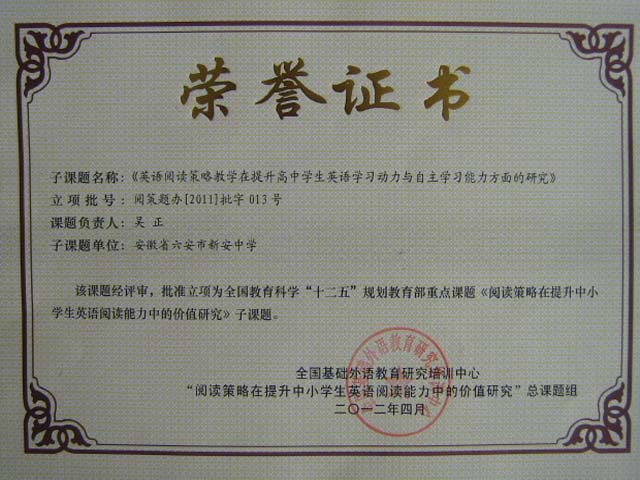 荣誉证书
子课题名称：《英语阅读策略教学在提升高中学生英语学习动力与自主学习能力方面的研究》
立项批号：阅策题办[2011]批字 013 号
课题负责人：吴 正
子课题单位：安徽省六安市新安中学
该课题经评审，批准立项为全国教育科学“十二五”规划教育部重点课题《阅读策略在提升中小
学生英语阅读能力中的价值研究》子课题。
全国基础外语教育研究培训中心
“阅读策略在提升中小学生英语阅读能力中的价值研究”总课题组
二〇一二年四月